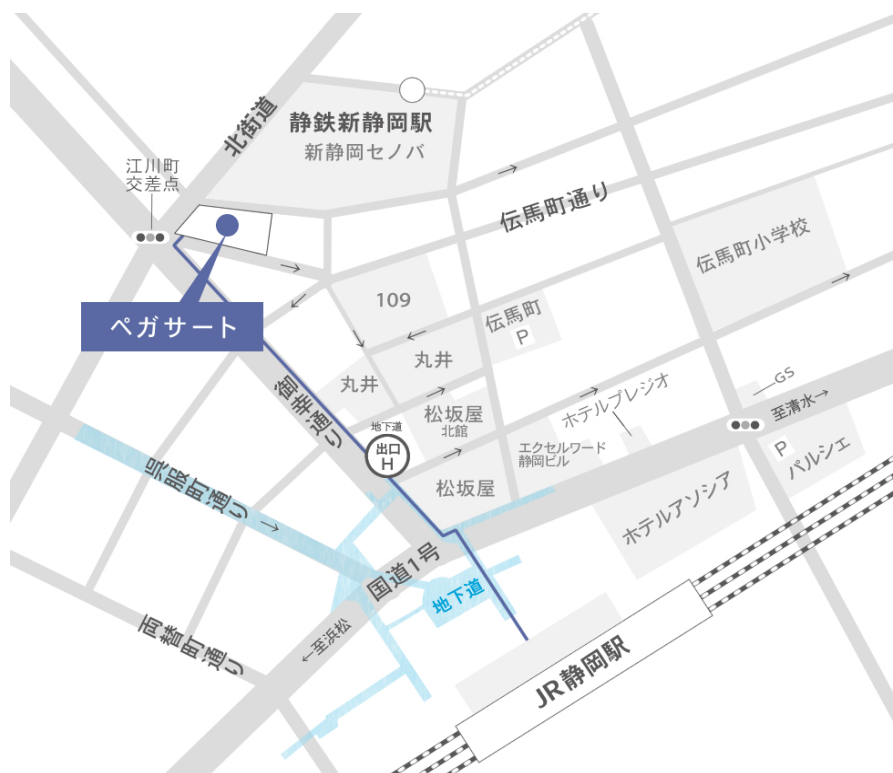 北街道
静鉄新静岡駅
新静岡セノバ
江川町
交差点
伝馬町通り
伝馬町小学校
ペガサート
109
伝馬町
P
丸井
丸井
御幸通り
松坂屋
北館
ホテルプレジオ
GS
至清水→
地下道
出口
H
エクセルワード
静岡ビル
P
パルシェ
松坂屋
ホテルアソシア
呉服町通り
国道1号
地下道
両替町通り
←至浜松
JR静岡駅